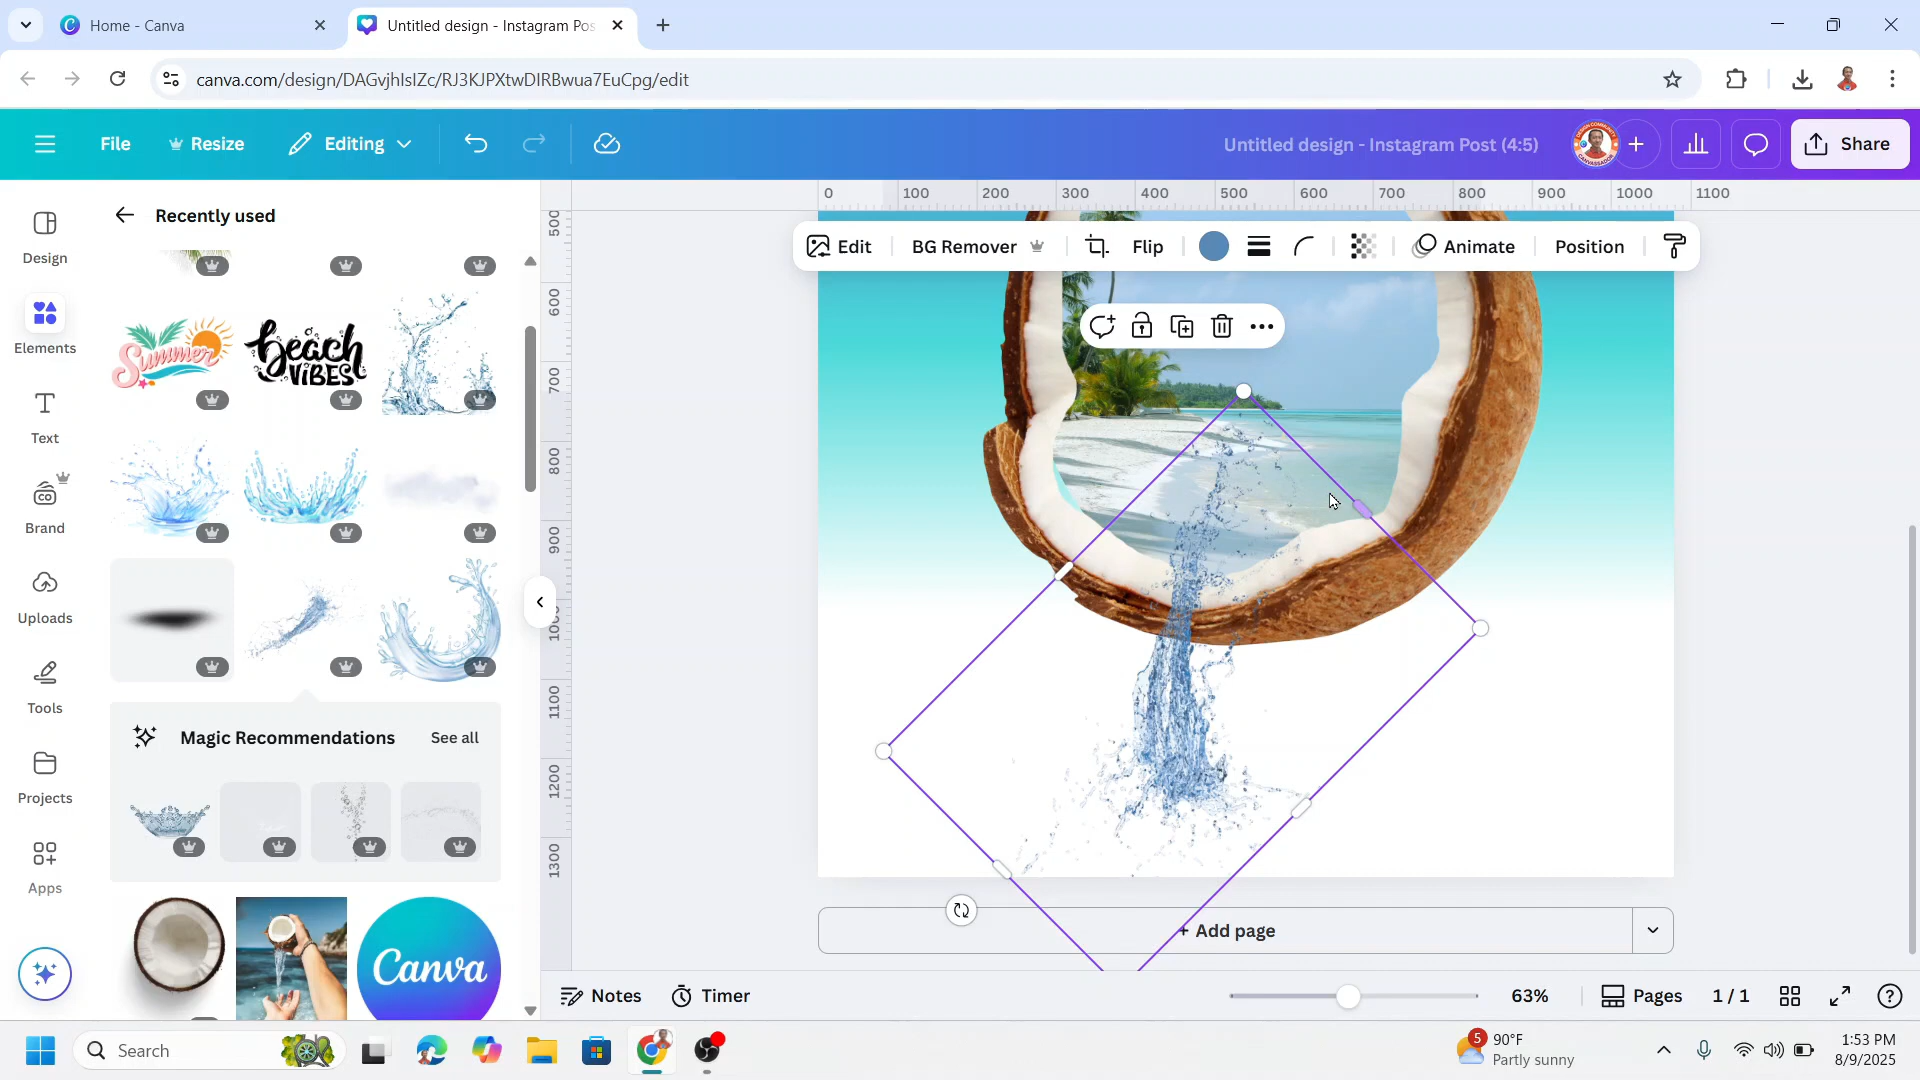 Home - Canva
Untitled design - Instagram Pos
canva.com/design/DAGvjhIsIZc/RJ3KJPXtwDIRBwua7EuCpg/edit
File
Resize
Editing
Untitled design - Instagram Post (4:5)
Share
Design
Elements
Text
Brand
Uploads
Tools
Projects
Apps
Recently used
Summer
beach
VIBES
Magic Recommendations
See all
Canva
0 100 200 300 400 500 600 700 800 900 1000 1100
500
600
700
800
900
1000
1100
1200
1300
Edit
BG Remover
Flip
Animate
Position
+ Add page
Notes
Timer
63%
Pages
1 / 1
Search
5
90°F
Partly sunny
1:53 PM
8/9/2025